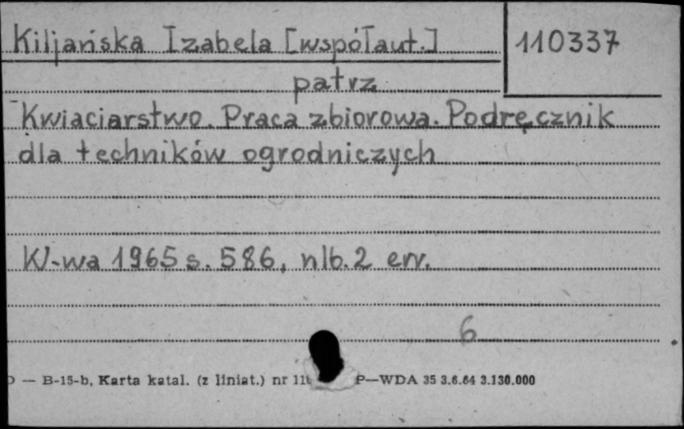 Kiljańska Izabela [współaut.] 110337
patrz
Kwiaciarstwo. Praca zbiorowa. Podręcznik
dla techników ogrodniczych
W-wa 1965 s. 586, nlb. 2 err.
6
— B-15-b, Karta katal. (z liniat.) nr P—WDA 35 3.6.64 3.130.000